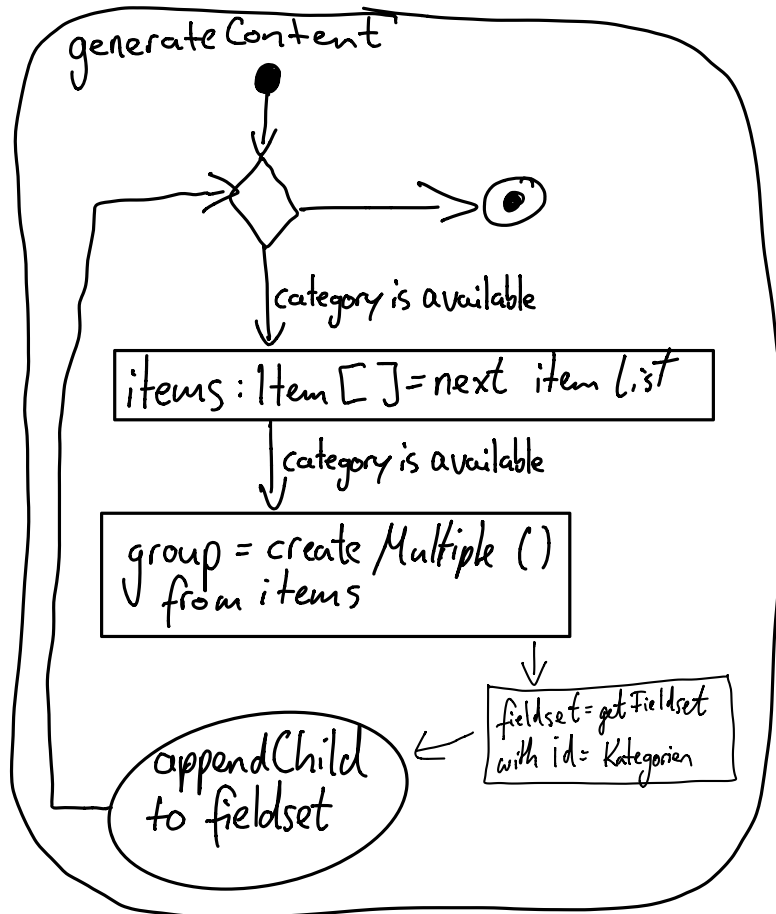 generateContent
category is available
items : Item [ ] = next item list
category is available
group = create Multiple ()
from items
fieldset = get Fieldset
with id = Kategorien
appendChild
to fieldset